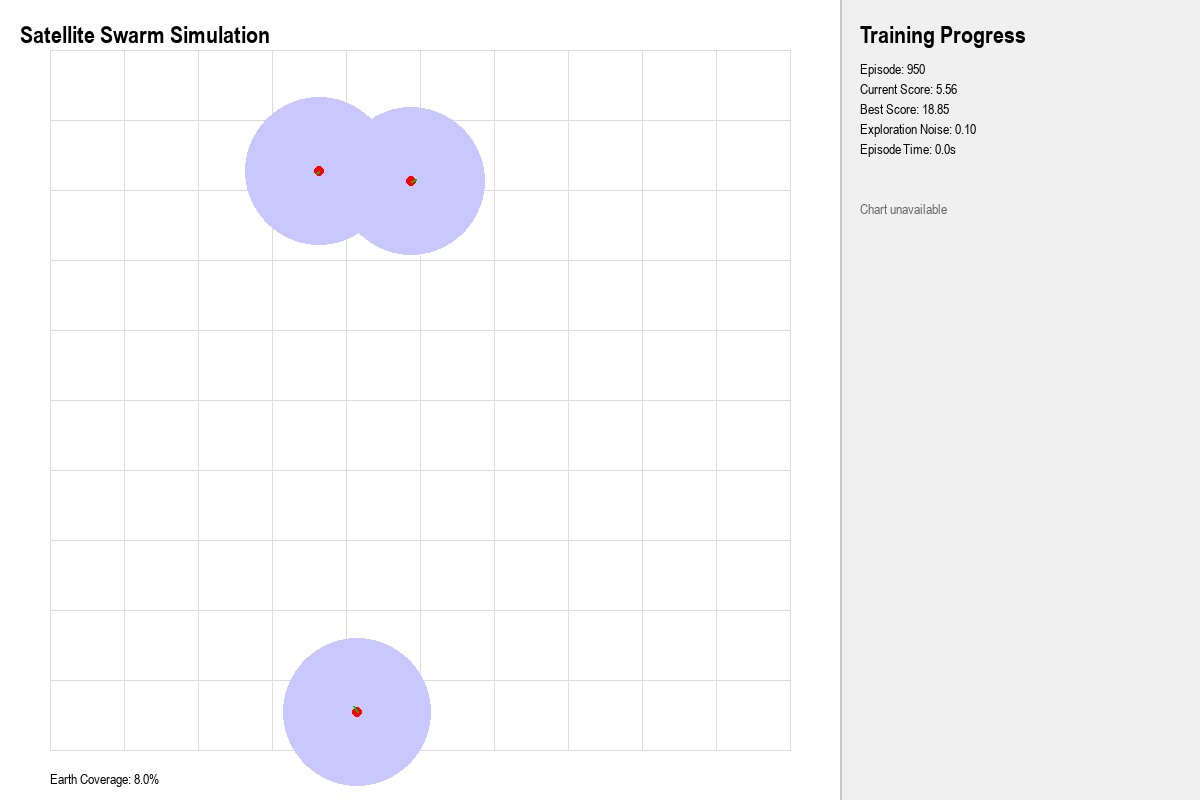 Satellite Swarm Simulation
Training Progress
Episode: 950
Current Score: 5.56
Best Score: 18.85
Exploration Noise: 0.10
Episode Time: 0.0s
Chart unavailable
Earth Coverage: 8.0%